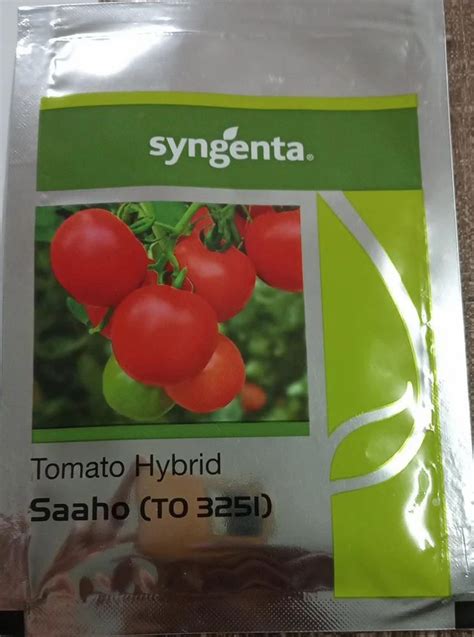 syngenta®
Tomato Hybrid
Saaho (TO 3251)